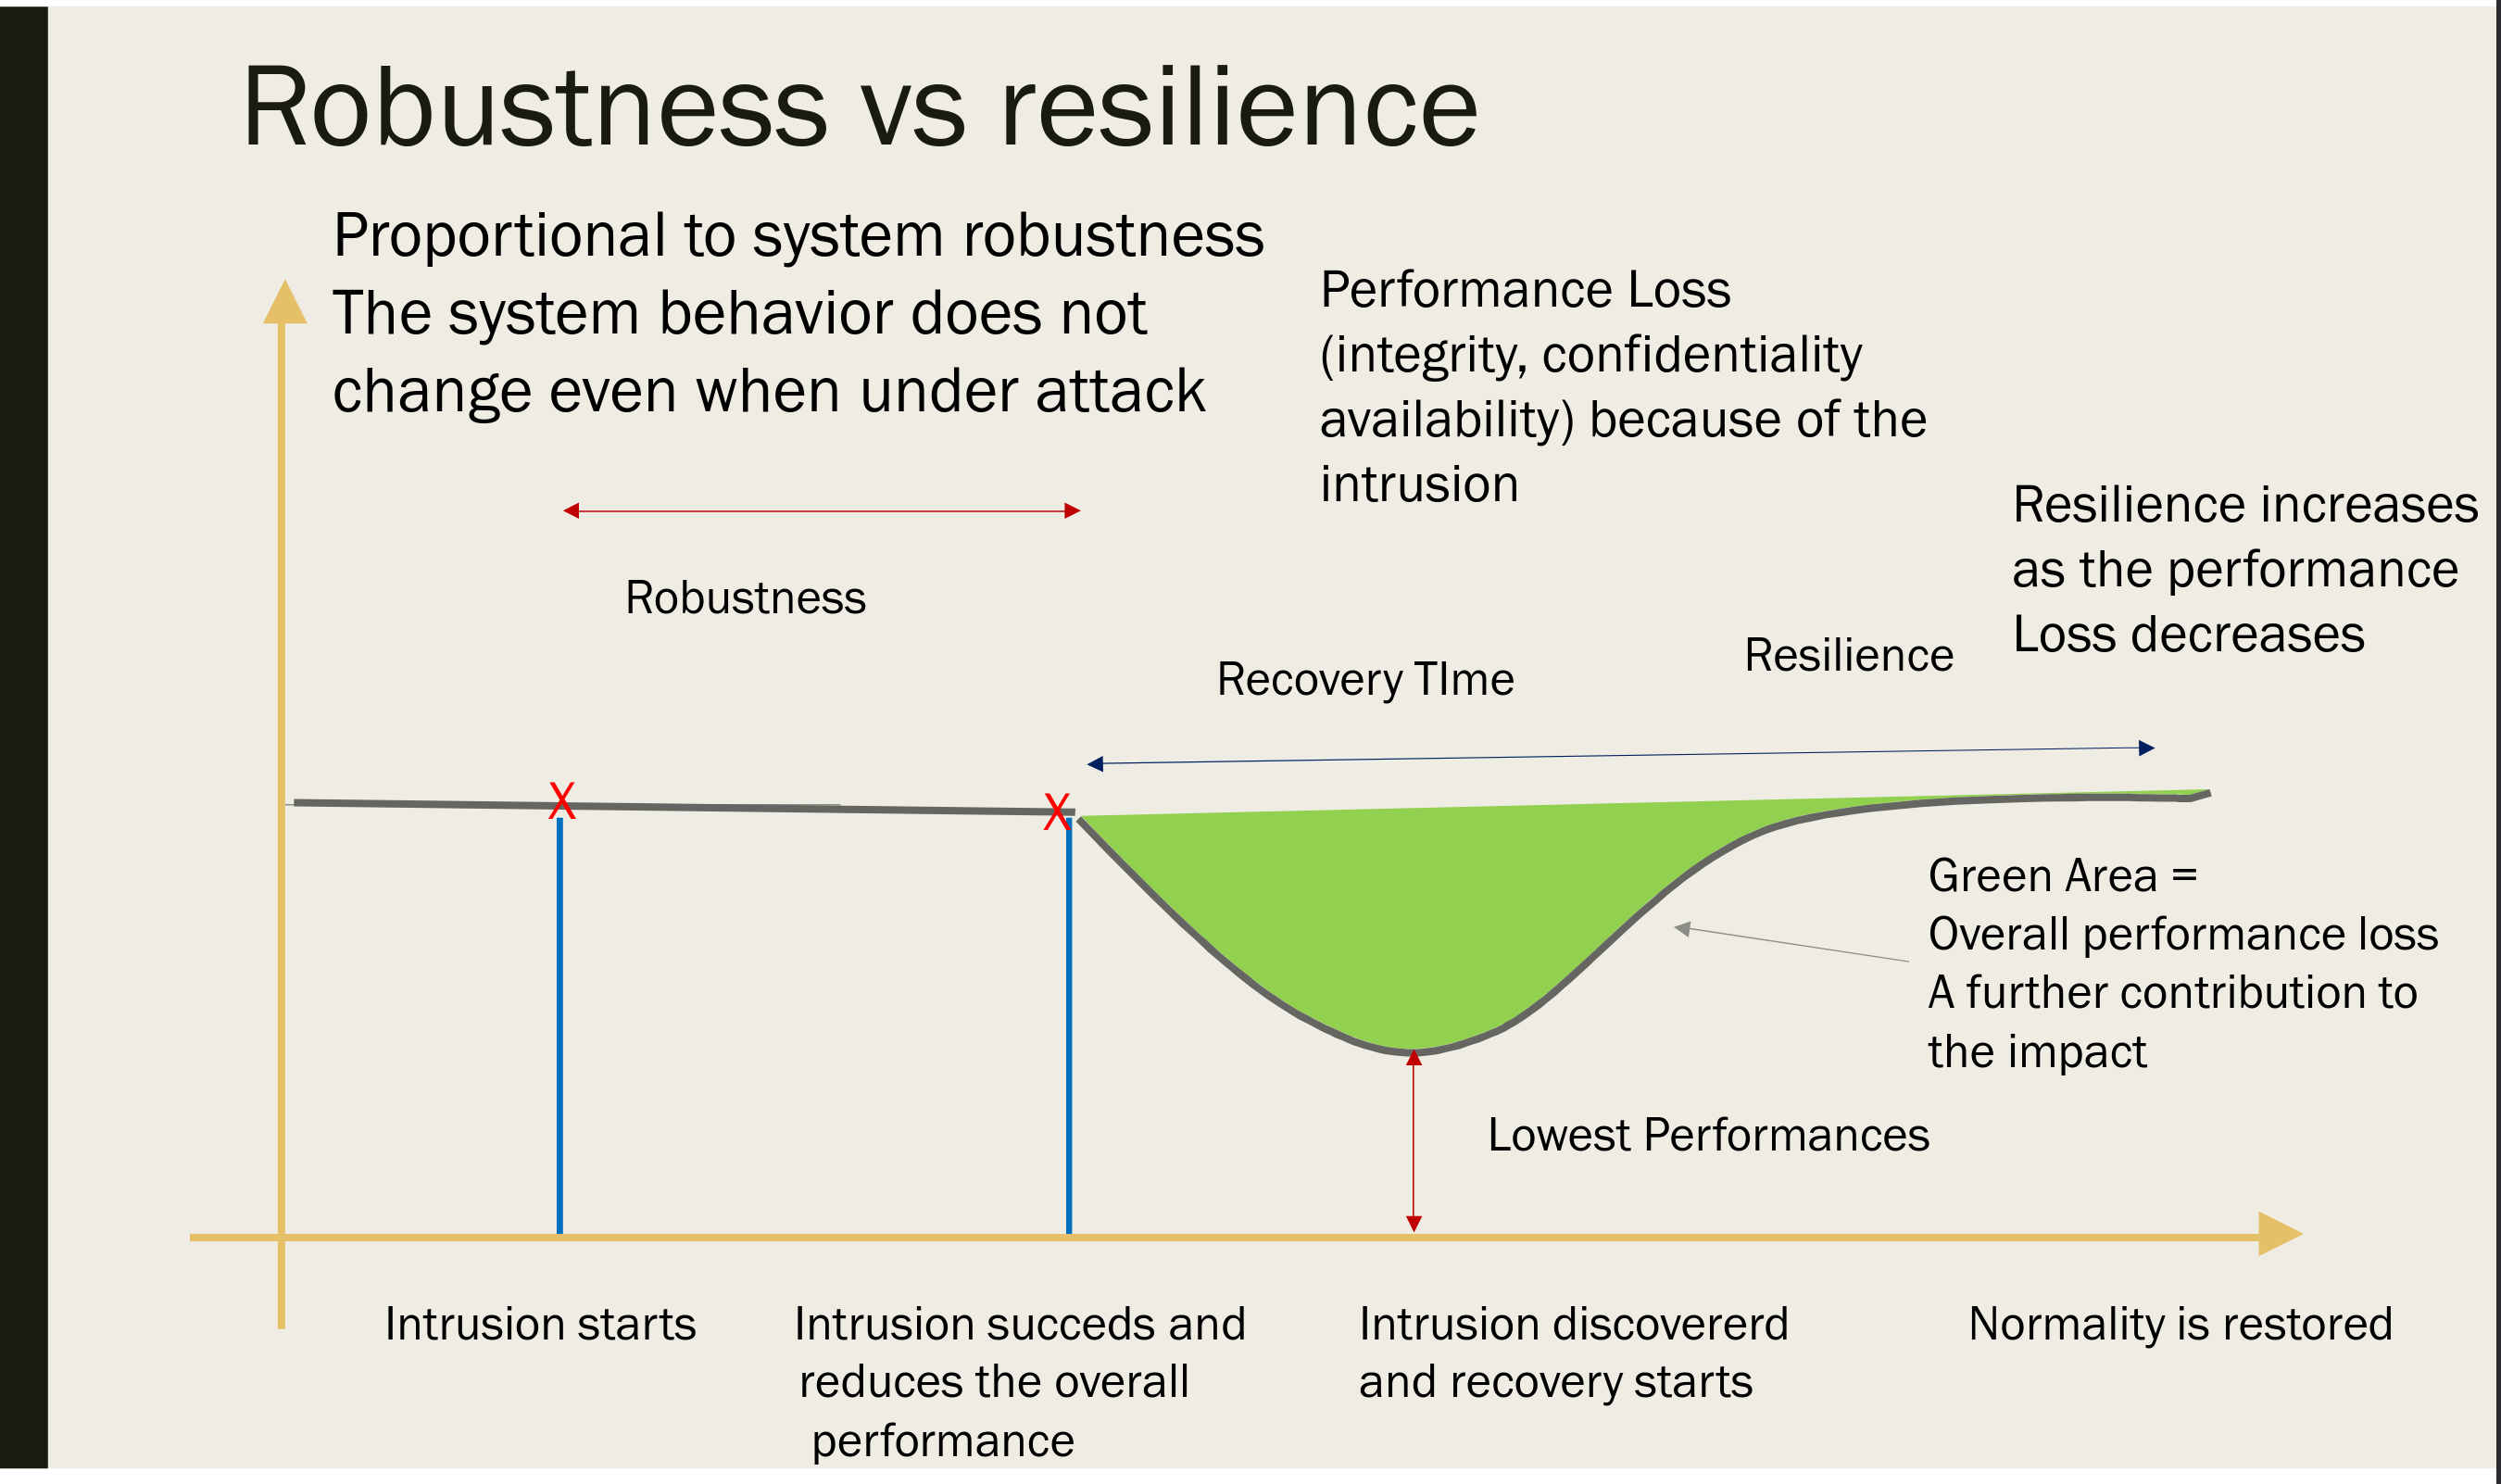 Robustness vs resilience
Proportional to system robustness
The system behavior does not
change even when under attack
Performance Loss
(integrity, confidentiality
availability) because of the
intrusion
Resilience increases
as the performance
Loss decreases
Robustness
Recovery TIme
Resilience
X
X
Green Area =
Overall performance loss
A further contribution to
the impact
Lowest Performances
Intrusion starts
Intrusion succeds and
reduces the overall
performance
Intrusion discovererd
and recovery starts
Normality is restored